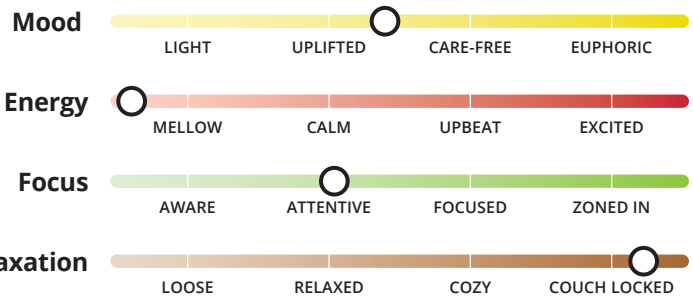 Mood
LIGHT UPLIFTED CARE-FREE EUPHORIC
Energy
MELLOW CALM UPBEAT EXCITED
Focus
AWARE ATTENTIVE FOCUSED ZONED IN
axation
LOOSE RELAXED COZY COUCH LOCKED